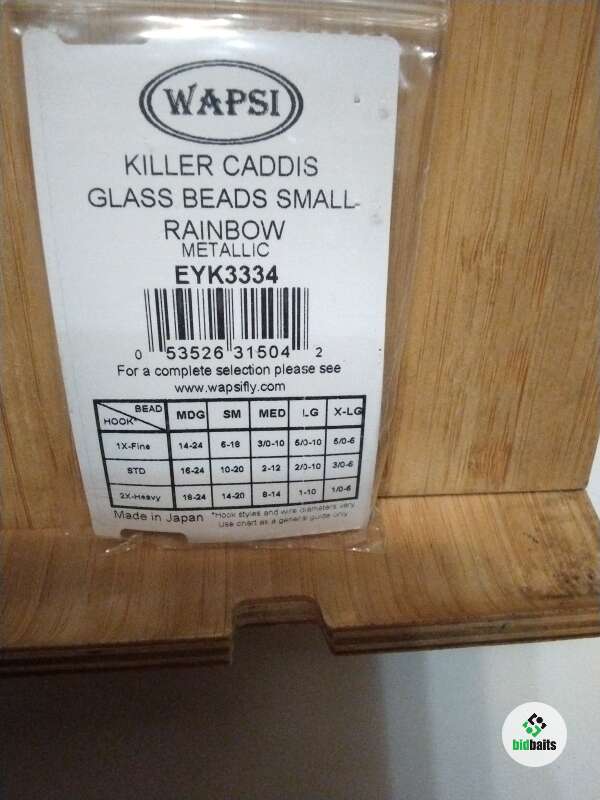 WAPSI
KILLER CADDIS
GLASS BEADS SMALL-
RAINBOW
METALLIC
EYK3334
0 53526 31504 2
For a complete selection please see
www.wapsifly.com
BEAD HOOK* MDG SM MED LG X-LG
1X-Fine 14-24 6-18 3/0-10 5/0-10 5/0-6
STD 16-24 10-20 2-12 2/0-10 3/0-6
2X-Heavy 18-24 14-20 8-14 1-10 1/0-6
Made in Japan *Hook styles and wire diameters vary
Use chart as a general guide only
bidbaits